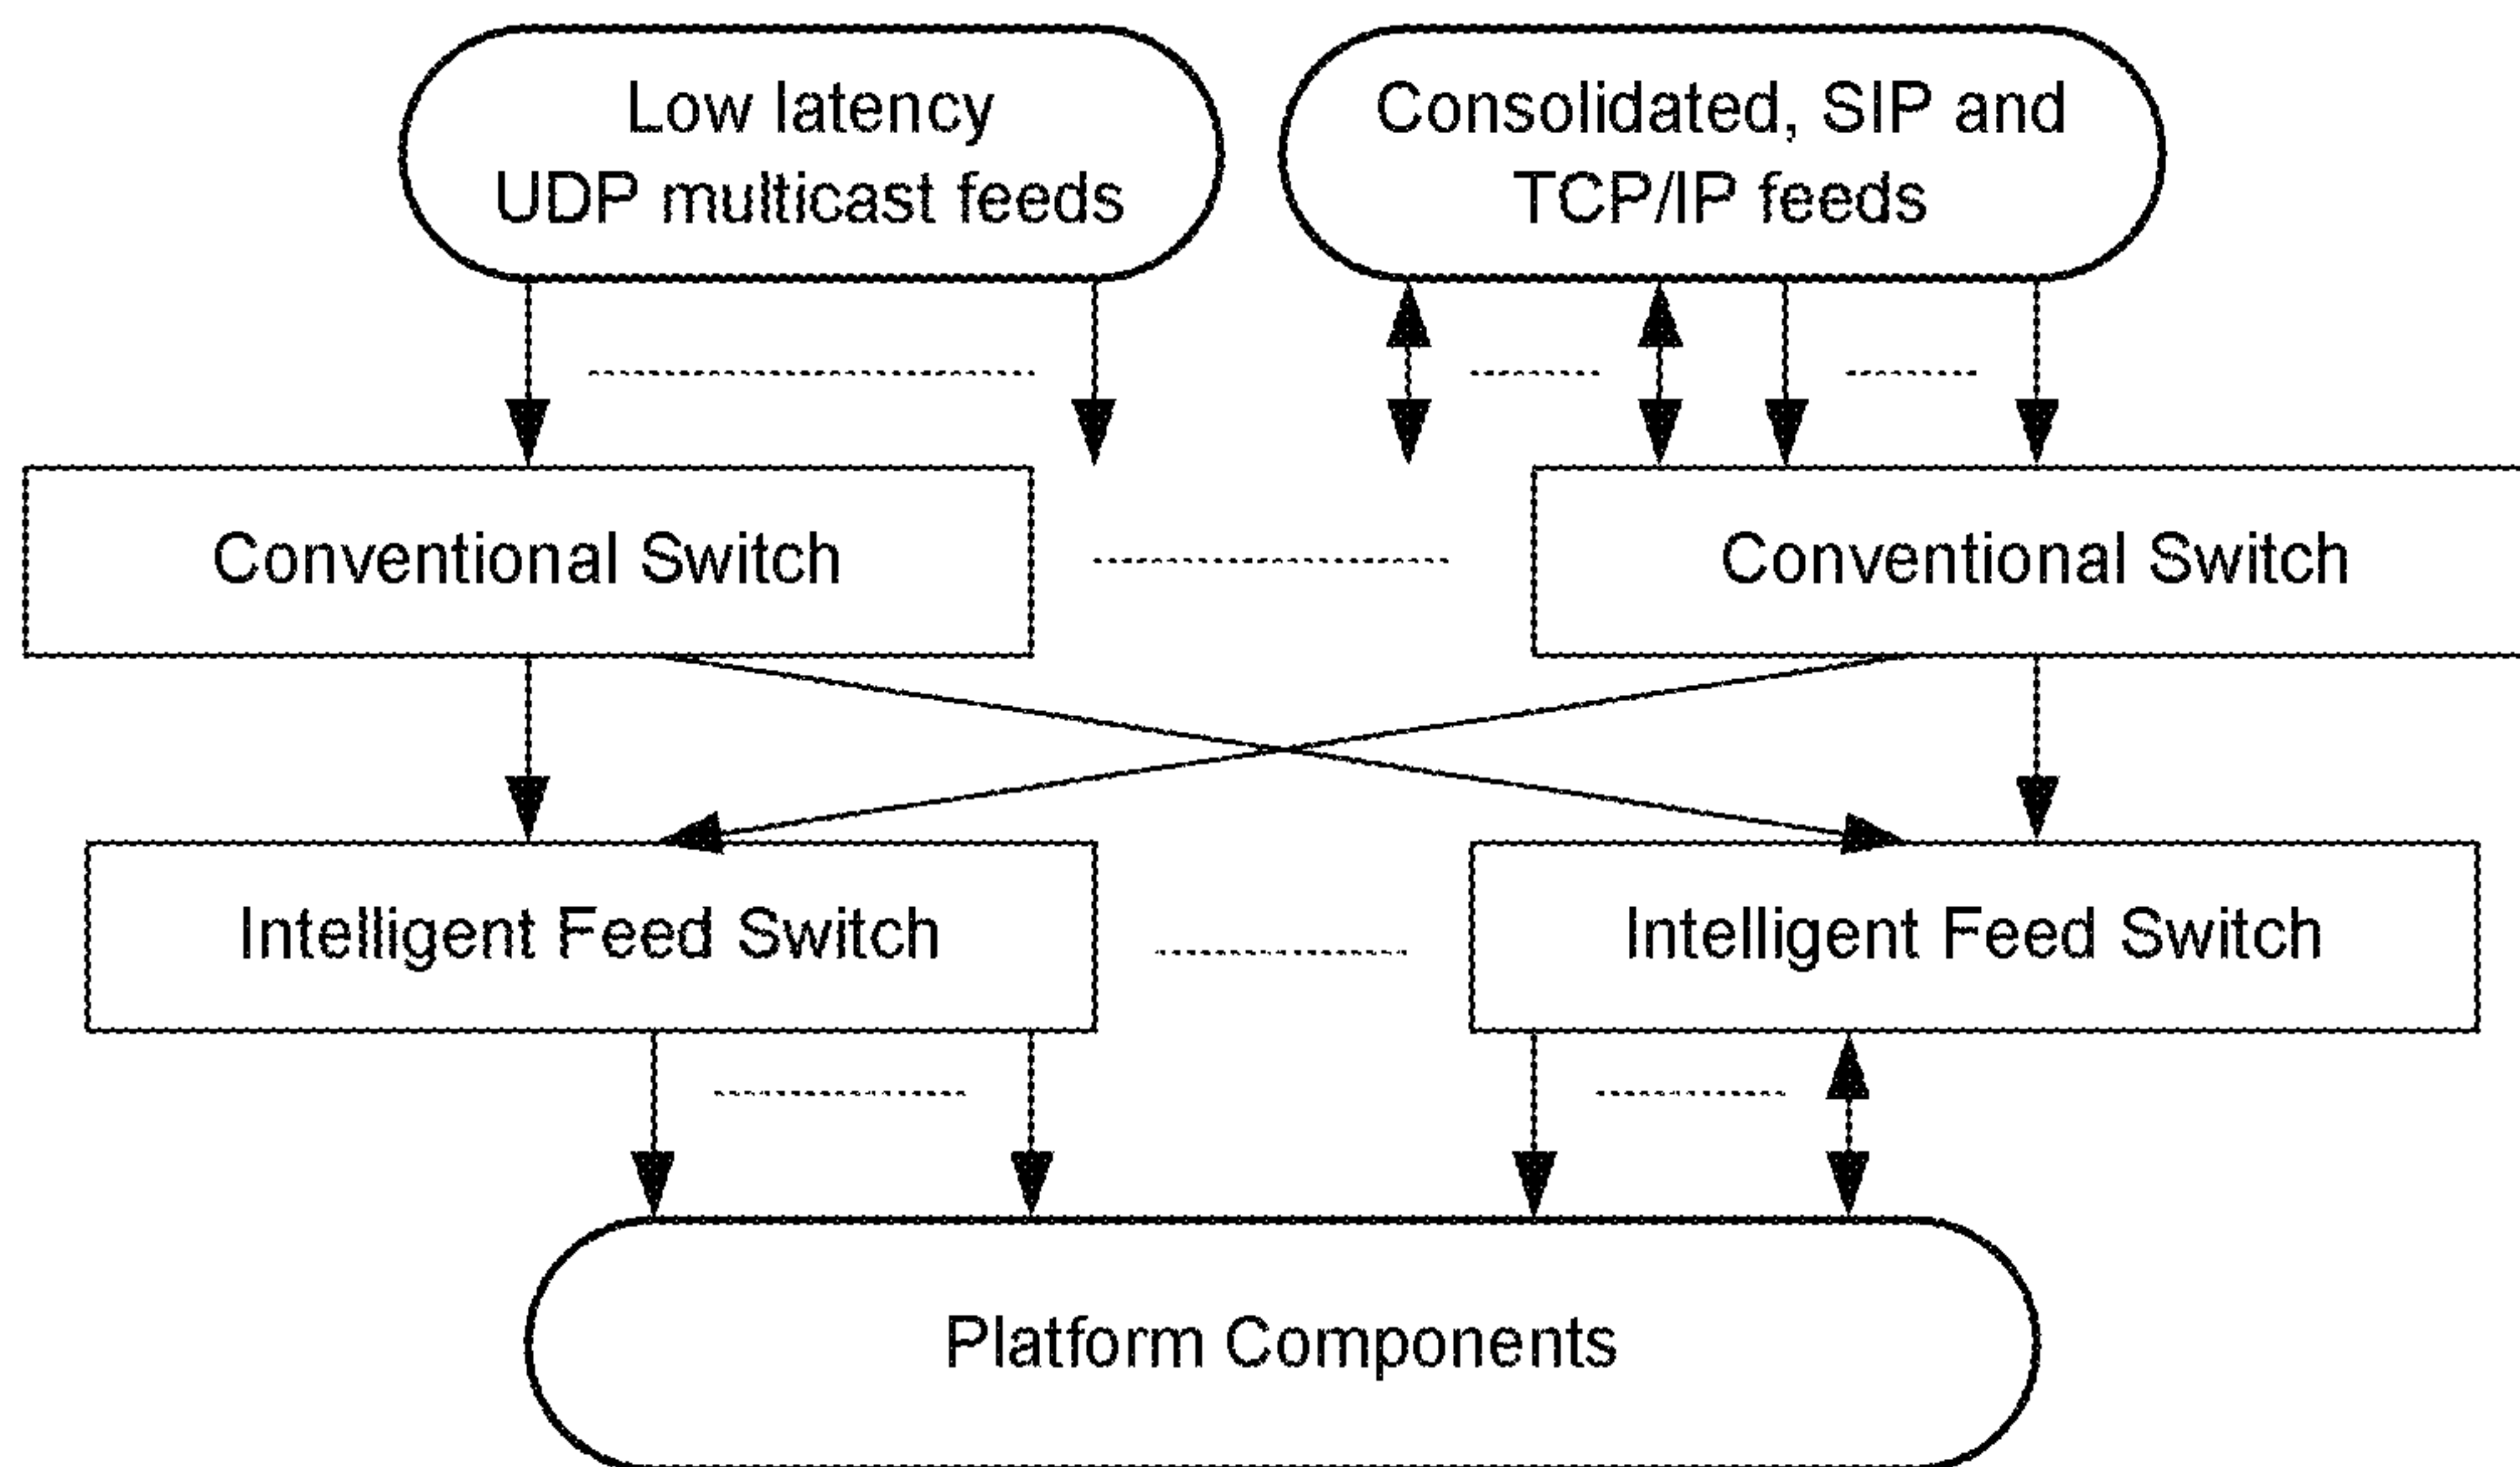 Low latency
UDP multicast feeds
Consolidated, SIP and
TCP/IP feeds
Conventional Switch
Conventional Switch
Intelligent Feed Switch
Intelligent Feed Switch
Platform Components